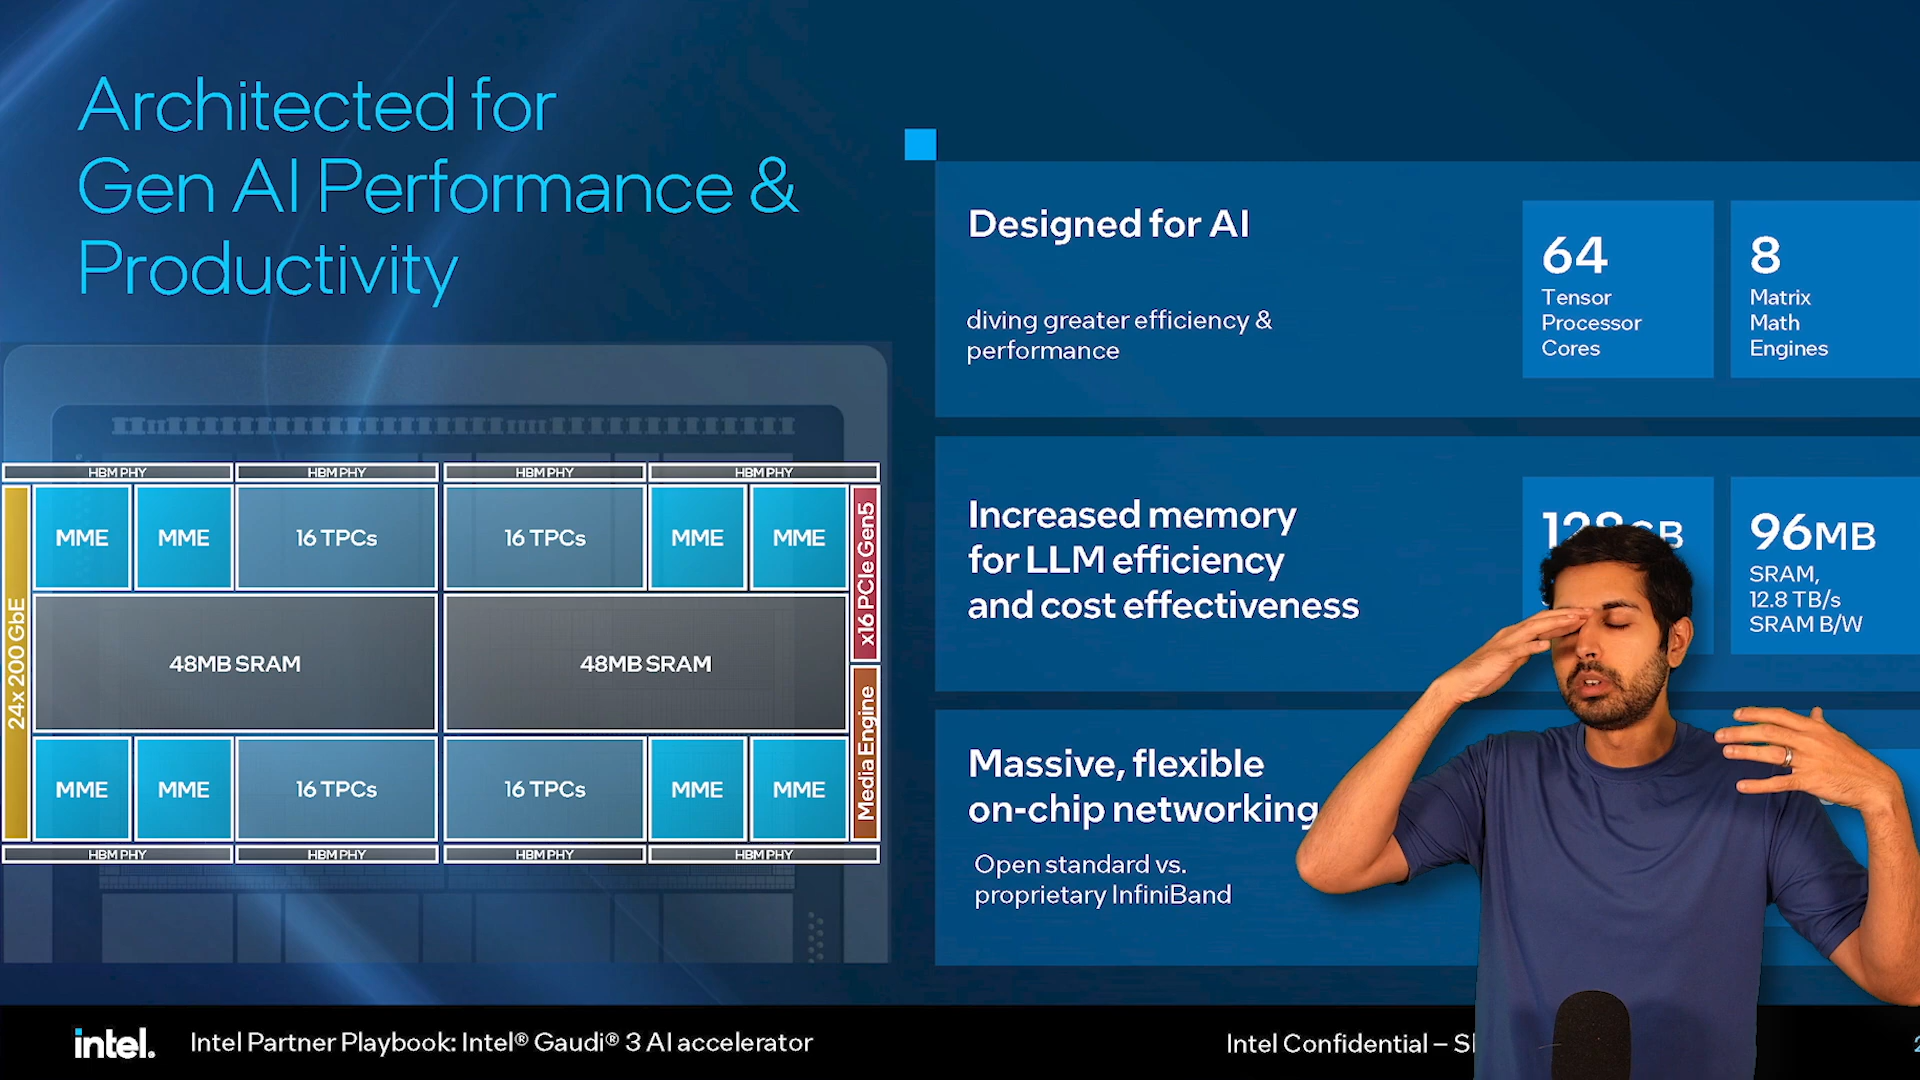 Architected for
Gen AI Performance &
Productivity
HBM PHY
HBM PHY
HBM PHY
HBM PHY
24x 200 GbE
MME
MME
16 TPCs
16 TPCs
MME
MME
x16 PCIe Gen5
48MB SRAM
48MB SRAM
Media Engine
MME
MME
16 TPCs
16 TPCs
MME
MME
HBM PHY
HBM PHY
HBM PHY
HBM PHY
Designed for AI
diving greater efficiency &
performance
64
Tensor
Processor
Cores
8
Matrix
Math
Engines
Increased memory
for LLM efficiency
and cost effectiveness
96MB
SRAM,
12.8 TB/s
SRAM B/W
Massive, flexible
on-chip networking
Open standard vs.
proprietary InfiniBand
intel.
Intel Partner Playbook: Intel® Gaudi® 3 AI accelerator
Intel Confidential –